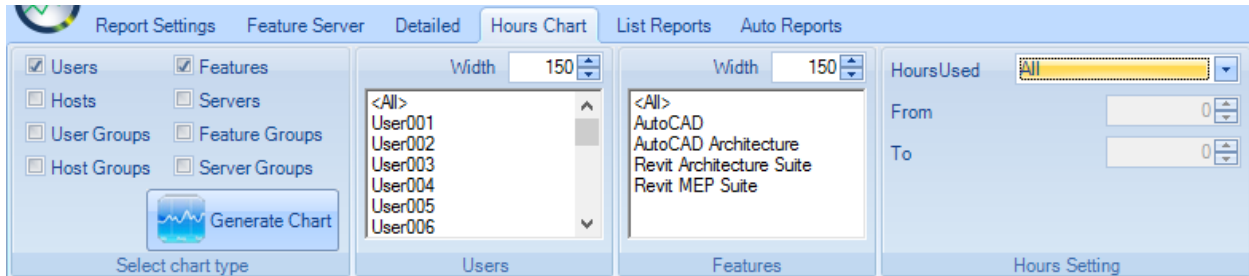 Report Settings Feature Server Detailed Hours Chart List Reports Auto Reports
Users Features
Hosts Servers
User Groups Feature Groups
Host Groups Server Groups
Generate Chart
Select chart type
Width 150
<All>
User001
User002
User003
User004
User005
User006
Users
Width 150
<All>
AutoCAD
AutoCAD Architecture
Revit Architecture Suite
Revit MEP Suite
Features
HoursUsed All
From 0
To 0
Hours Setting